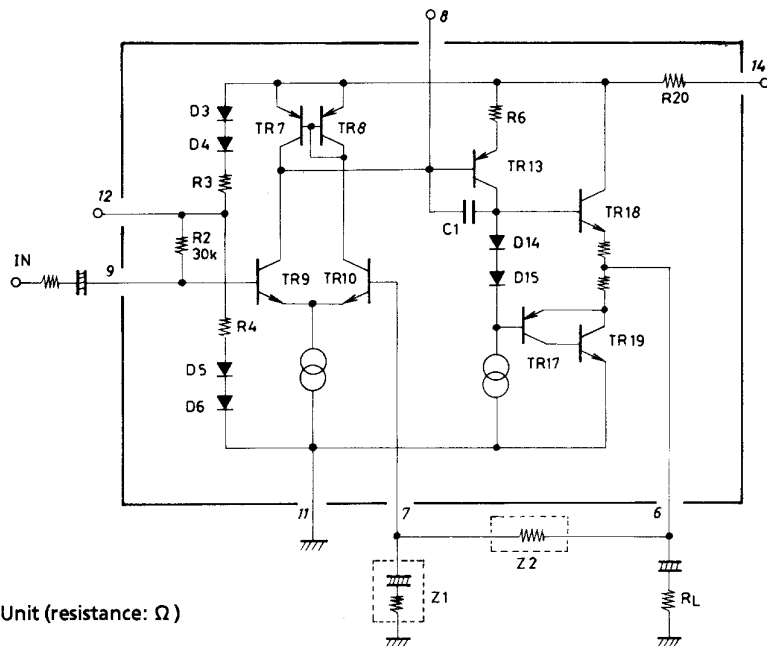 8
14
R20
D3
D4
TR7
TR8
R6
R3
TR13
12
R2
30k
C1
TR18
D14
IN
9
TR9
TR10
D15
R4
TR19
TR17
D5
D6
11
7
6
Z2
Z1
RL
Unit (resistance: Ω )